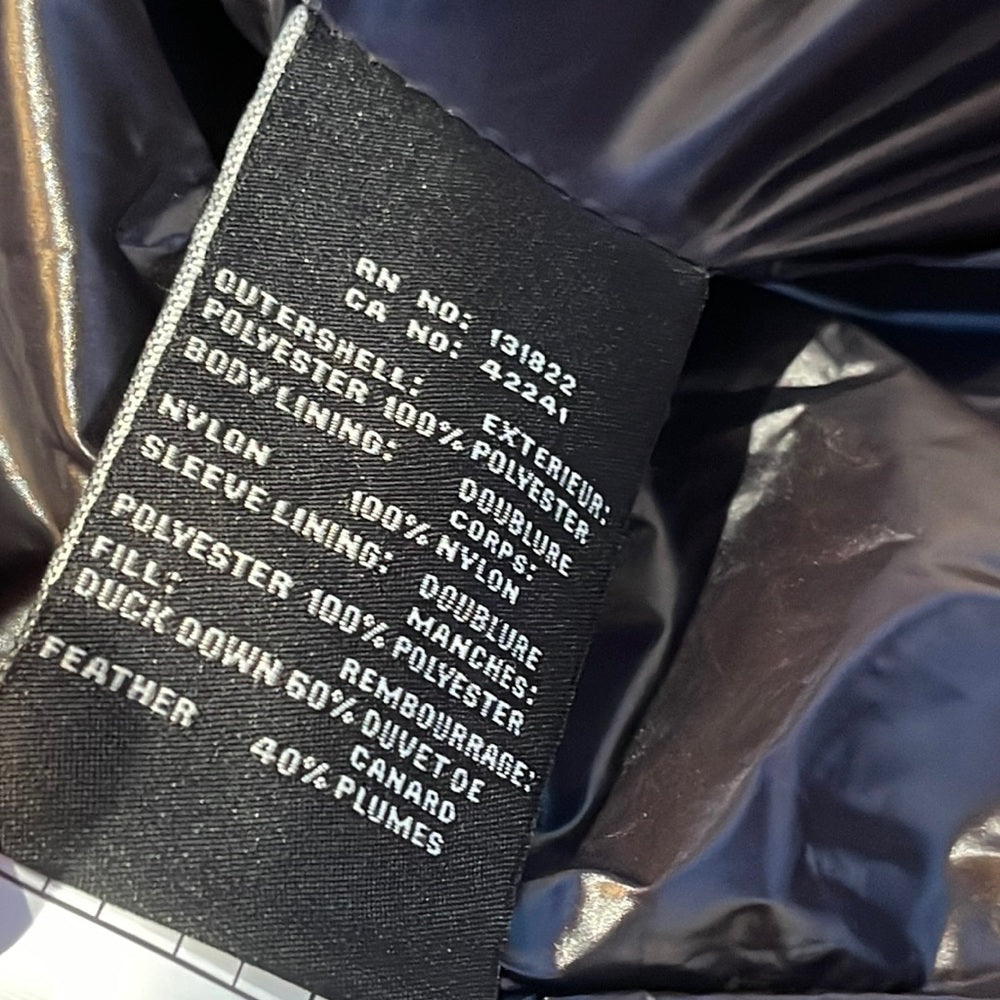 RN NO: 131822
CA NO: 42241
OUTERSHELL: EXTERIEUR:
POLYESTER 100% POLYESTER
BODY LINING: DOUBLURE
CORPS:
NYLON 100% NYLON
SLEEVE LINING: DOUBLURE
MANCHES:
POLYESTER 100% POLYESTER
FILL: REMBOURRAGE:
DUCK DOWN 60% DUVET DE
CANARD
FEATHER 40% PLUMES